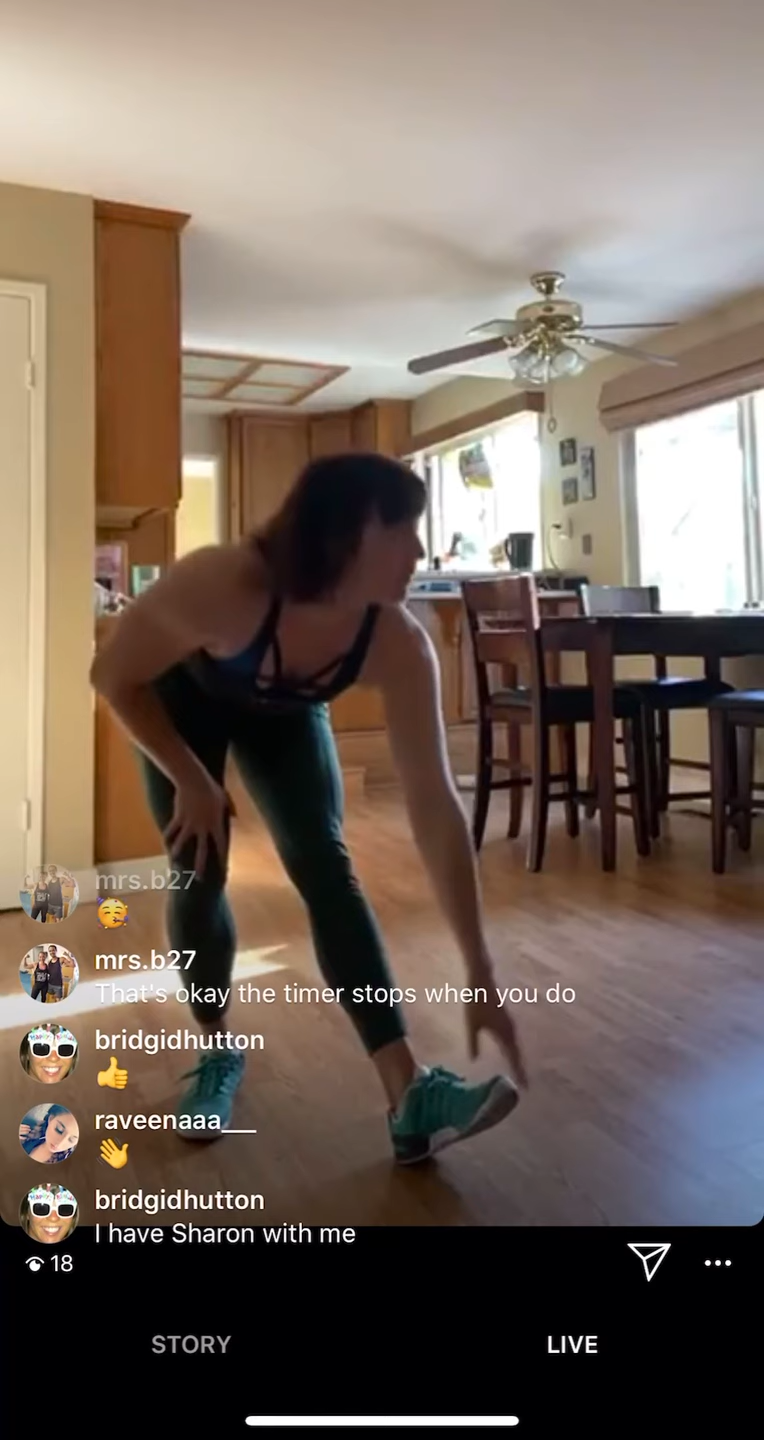 mrs.b27
🥳
mrs.b27
That's okay the timer stops when you do
bridgidhutton
👍
raveenaaa__
👋
bridgidhutton
I have Sharon with me
18
STORY
LIVE